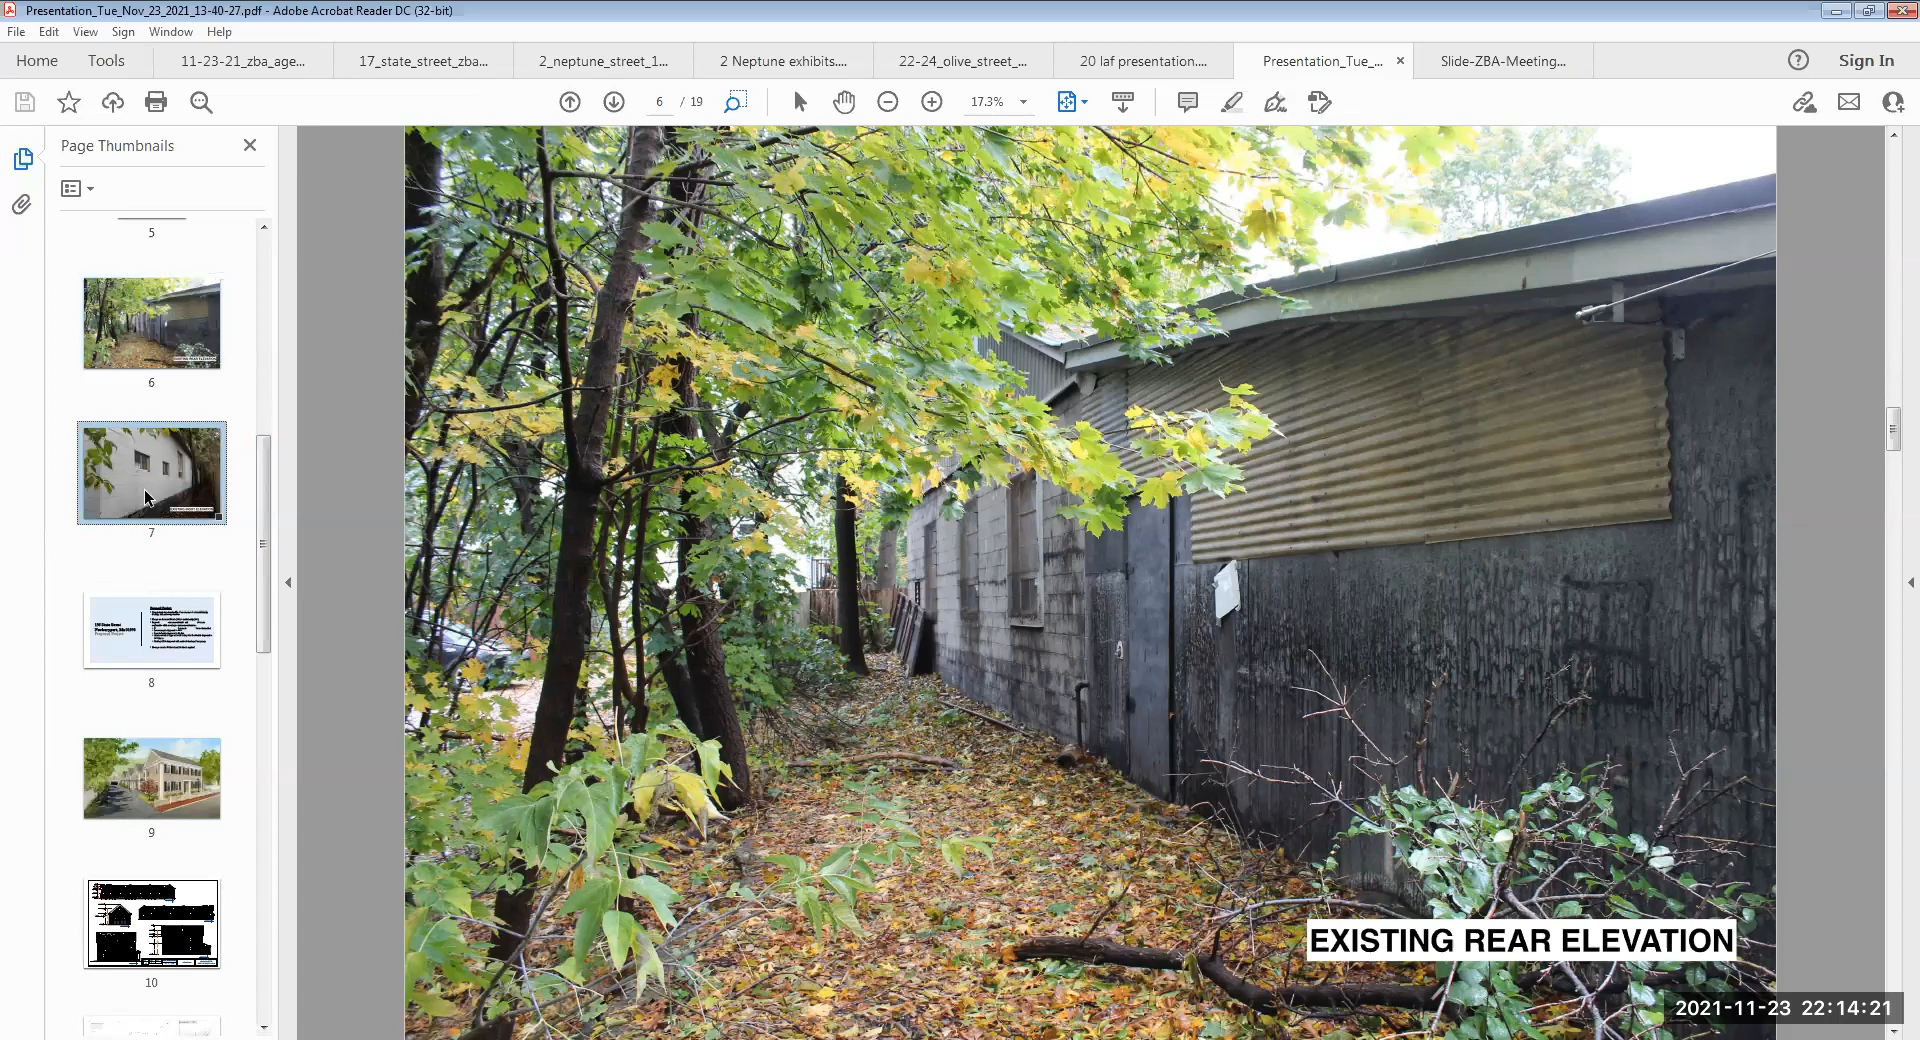 Presentation_Tue_Nov_23_2021_13-40-27.pdf - Adobe Acrobat Reader DC (32-bit)
File Edit View Sign Window Help
Home Tools 11-23-21_zba_age... 17_state_street_zba... 2_neptune_street_1... 2 Neptune exhibits.... 22-24_olive_street_... 20 laf presentation.... Presentation_Tue_... Slide-ZBA-Meeting... Sign In
6 / 19 17.3%
Page Thumbnails
5
6
7
8
9
10
EXISTING REAR ELEVATION
2021-11-23 22:14:21